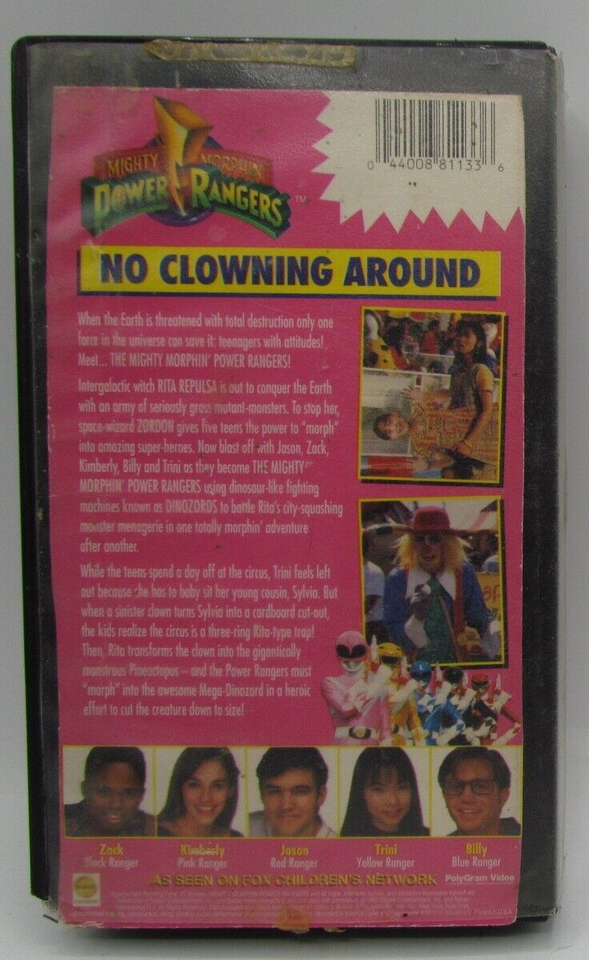 MIGHTY MORPHIN
POWER RANGERS
TM
0 44008 81133 6
NO CLOWNING AROUND
When the Earth is threatened with total destruction only one
force in the universe can save it: teenagers with attitudes!
Meet... THE MIGHTY MORPHIN' POWER RANGERS!
Intergalactic witch RITA REPULSA is out to conquer the Earth
with an army of seriously gross mutant-monsters. To stop her,
space-wizard ZORDON gives five teens the power to "morph"
into amazing super-heroes. Now blast off with Jason, Zack,
Kimberly, Billy and Trini as they become THE MIGHTY
MORPHIN' POWER RANGERS using dinosaur-like fighting
machines known as DINOZORDS to battle Rita's city-squashing
monster menagerie in one totally morphin' adventure
after another.
While the teens spend a day off at the circus, Trini feels left
out because she has to baby sit her young cousin, Sylvia. But
when a sinister clown turns Sylvia into a cardboard cut-out,
the kids realize the circus is a three-ring Rita-type trap!
Then, Rita transforms the clown into the gigantically
monstrous Pineoctopus – and the Power Rangers must
"morph" into the awesome Mega-Dinozord in a heroic
effort to cut the creature down to size!
Zack
Black Ranger
Kimberly
Pink Ranger
Jason
Red Ranger
Trini
Yellow Ranger
Billy
Blue Ranger
AS SEEN ON FOX CHILDREN'S NETWORK
PolyGram Video